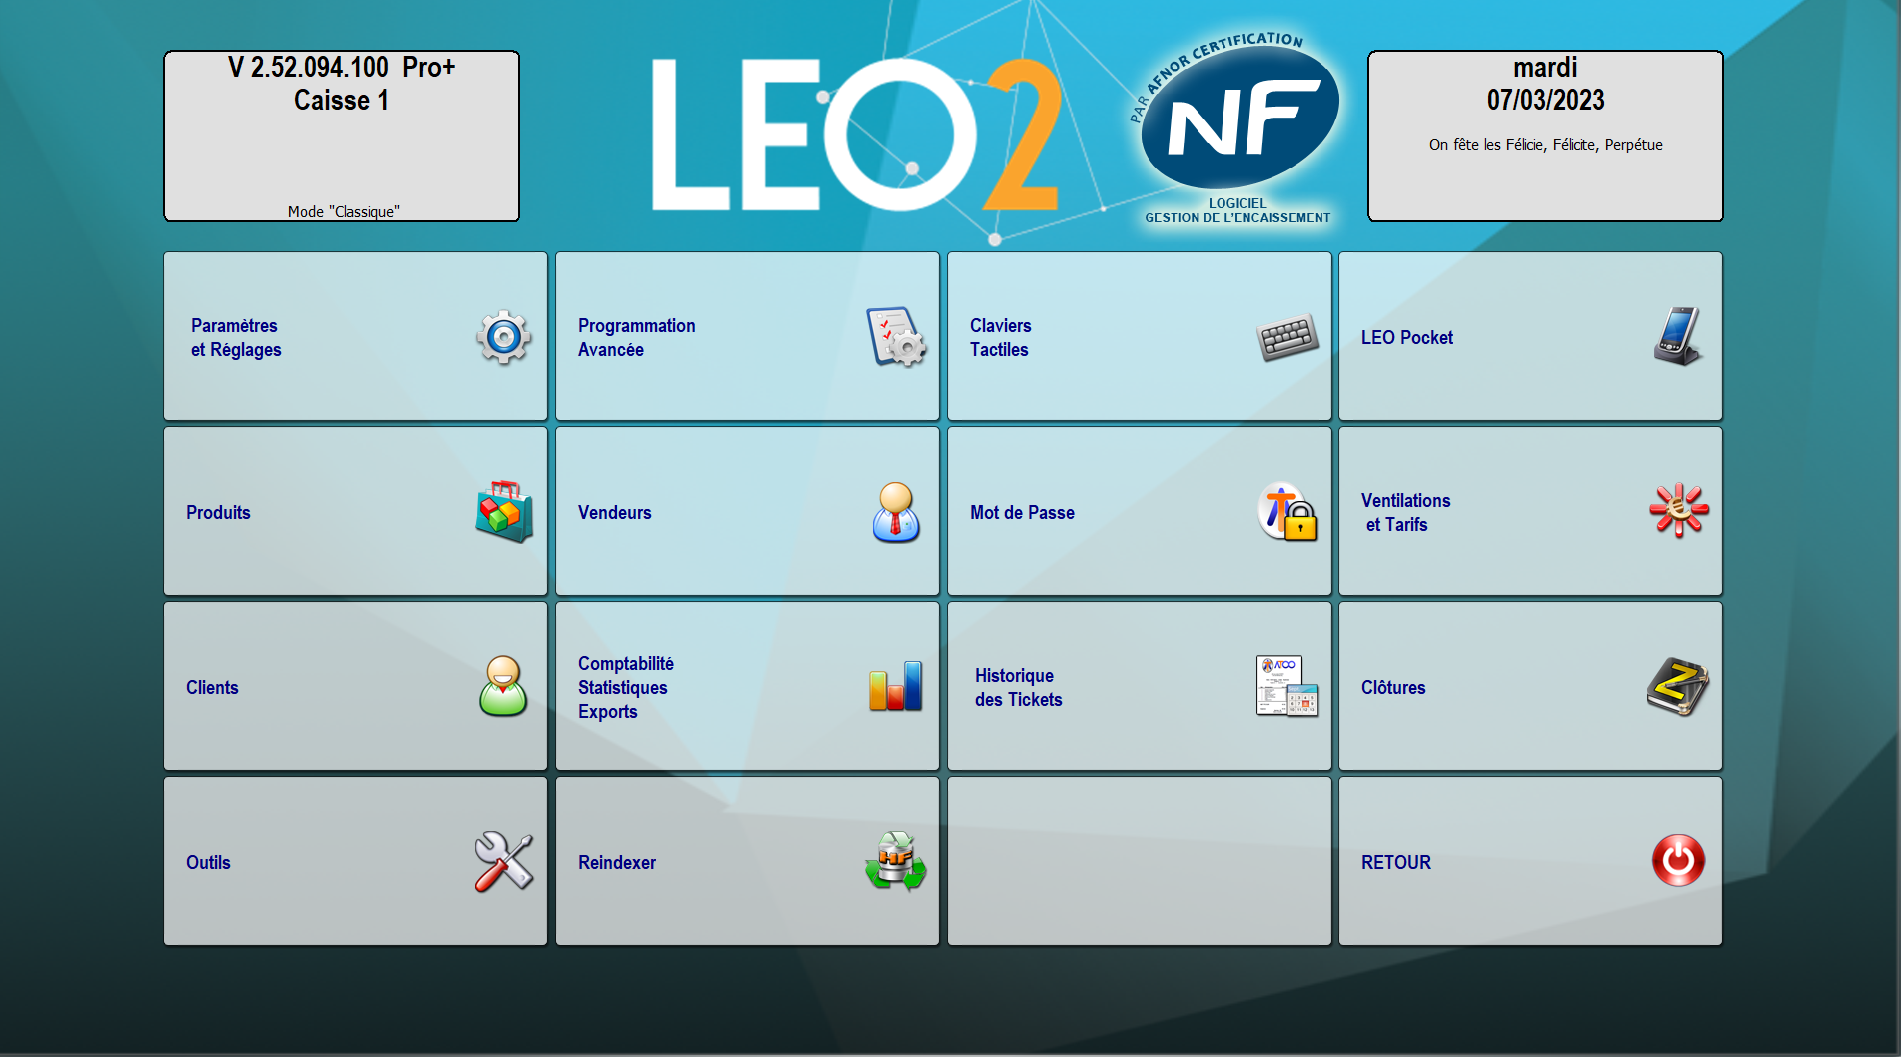 V 2.52.094.100 Pro+
Caisse 1
Mode "Classique"
LEO2
PAR AFNOR CERTIFICATION
NF
LOGICIEL
GESTION DE L'ENCAISSEMENT
mardi
07/03/2023
On fête les Félicie, Félicite, Perpétue
Paramètres
et Réglages
Programmation
Avancée
Claviers
Tactiles
LEO Pocket
Produits
Vendeurs
Mot de Passe
Ventilations
et Tarifs
Clients
Comptabilité
Statistiques
Exports
Historique
des Tickets
ATOO
Clôtures
Z
Outils
Reindexer
HF
RETOUR